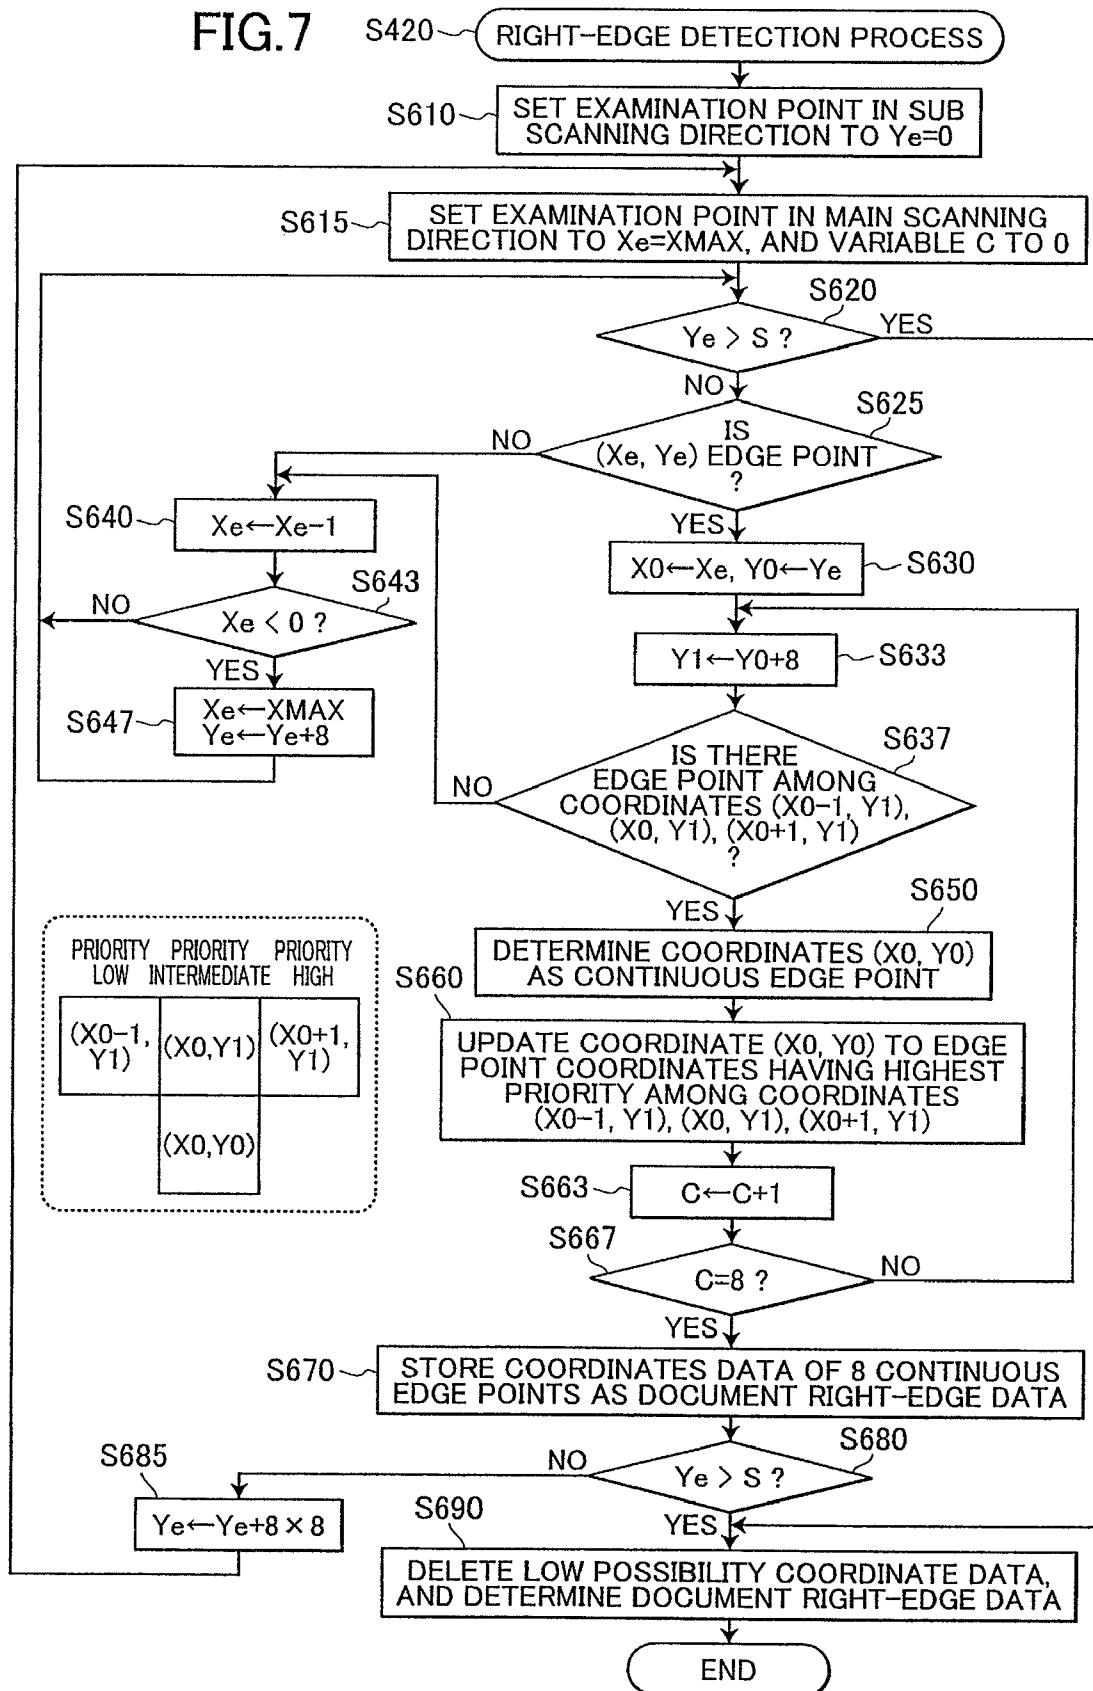 FIG.7
S420
RIGHT-EDGE DETECTION PROCESS
S610
SET EXAMINATION POINT IN SUB
SCANNING DIRECTION TO Ye=0
S615
SET EXAMINATION POINT IN MAIN SCANNING
DIRECTION TO Xe=XMAX, AND VARIABLE C TO 0
S620
Ye > S ?
YES
NO
S625
IS
(Xe, Ye) EDGE POINT
?
NO
YES
S640
Xe←Xe-1
S630
X0←Xe, Y0←Ye
S643
Xe < 0 ?
NO
YES
S633
Y1←Y0+8
S647
Xe←XMAX
Ye←Ye+8
S637
IS THERE
EDGE POINT AMONG
COORDINATES (X0-1, Y1),
(X0, Y1), (X0+1, Y1)
?
NO
YES
S650
DETERMINE COORDINATES (X0, Y0)
AS CONTINUOUS EDGE POINT
PRIORITY LOW
PRIORITY INTERMEDIATE
PRIORITY HIGH
(X0-1, Y1)
(X0,Y1)
(X0+1, Y1)
(X0,Y0)
S660
UPDATE COORDINATE (X0, Y0) TO EDGE
POINT COORDINATES HAVING HIGHEST
PRIORITY AMONG COORDINATES
(X0-1, Y1), (X0, Y1), (X0+1, Y1)
S663
C←C+1
S667
C=8 ?
NO
YES
S670
STORE COORDINATES DATA OF 8 CONTINUOUS
EDGE POINTS AS DOCUMENT RIGHT-EDGE DATA
S680
Ye > S ?
NO
YES
S685
Ye←Ye+8×8
S690
DELETE LOW POSSIBILITY COORDINATE DATA,
AND DETERMINE DOCUMENT RIGHT-EDGE DATA
END